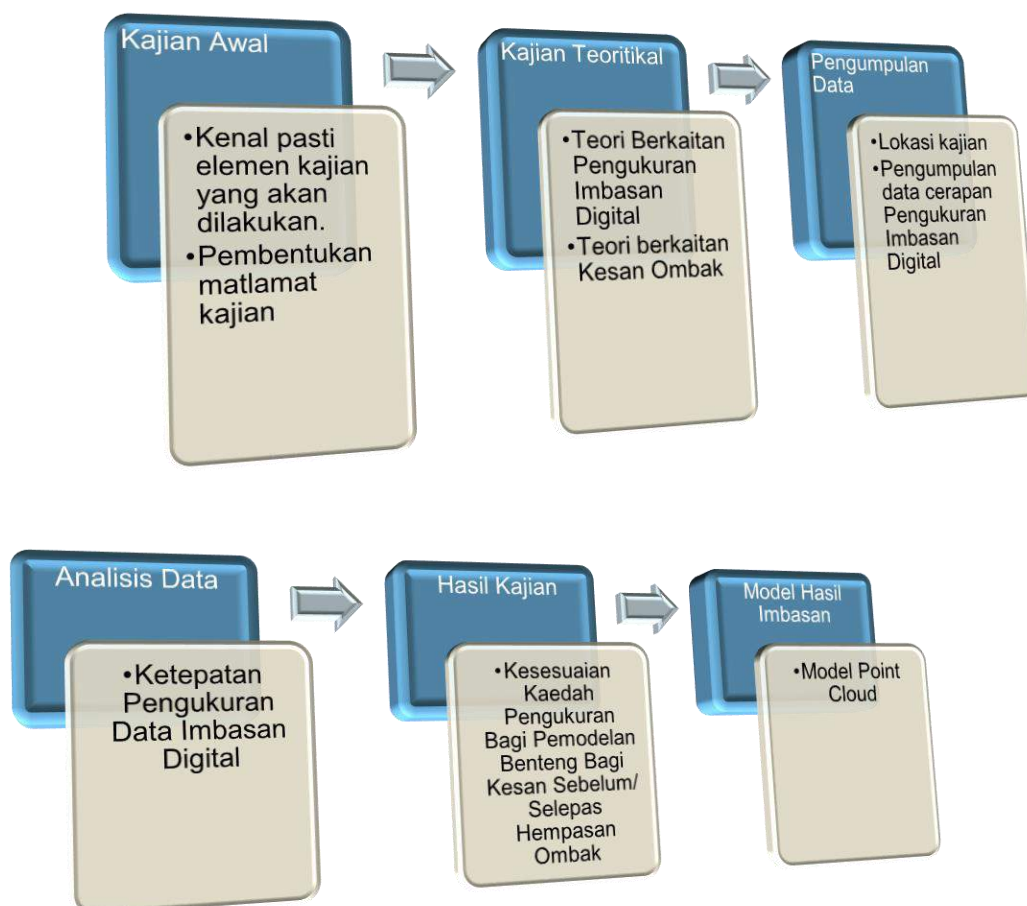 Kajian Awal
•Kenal pasti
elemen kajian
yang akan
dilakukan.
•Pembentukan
matlamat
kajian
Kajian Teoritikal
•Teori Berkaitan
Pengukuran
Imbasan
Digital
•Teori berkaitan
Kesan Ombak
Pengumpulan
Data
•Lokasi kajian
•Pengumpulan
data cerapan
Pengukuran
Imbasan
Digital
Analisis Data
•Ketepatan
Pengukuran
Data Imbasan
Digital
Hasil Kajian
•Kesesuaian
Kaedah
Pengukuran
Bagi Pemodelan
Benteng Bagi
Kesan Sebelum/
Selepas
Hempasan
Ombak
Model Hasil
Imbasan
•Model Point
Cloud